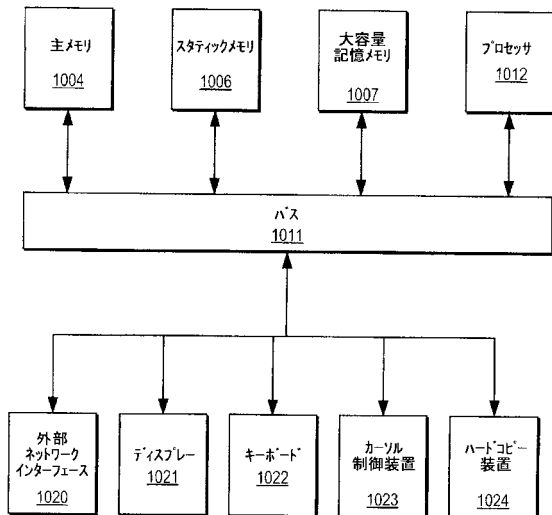 主メモリ
1004
スタティックメモリ
1006
大容量
記憶メモリ
1007
プロセッサ
1012
バス
1011
外部
ネットワーク
インターフェース
1020
ディスプレー
1021
キーボード
1022
カーソル
制御装置
1023
ハードコピー
装置
1024